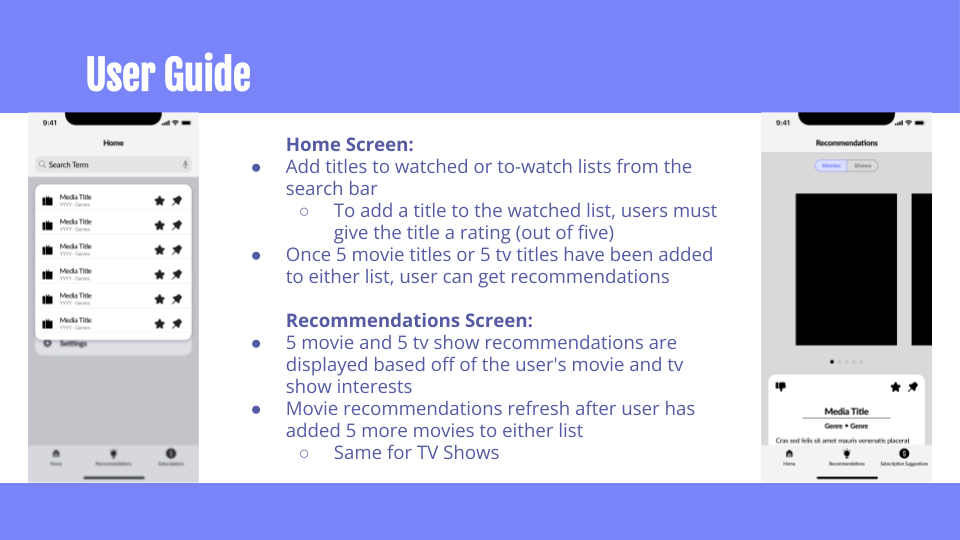 User Guide
9:41
Home
Search Term
Media Title
YYYY · Genres
Media Title
YYYY · Genres
Media Title
YYYY · Genres
Media Title
YYYY · Genres
Media Title
YYYY · Genres
Media Title
YYYY · Genres
Settings
Home
Recommendations
Subscriptions
Home Screen:
● Add titles to watched or to-watch lists from the
search bar
○ To add a title to the watched list, users must
give the title a rating (out of five)
● Once 5 movie titles or 5 tv titles have been added
to either list, user can get recommendations
Recommendations Screen:
● 5 movie and 5 tv show recommendations are
displayed based off of the user's movie and tv
show interests
● Movie recommendations refresh after user has
added 5 more movies to either list
○ Same for TV Shows
9:41
Recommendations
Movies Shows
Media Title
Genre • Genre
Cras sed felis sit amet mauris venenatis placerat
Home
Recommendations
Subscription Suggestions